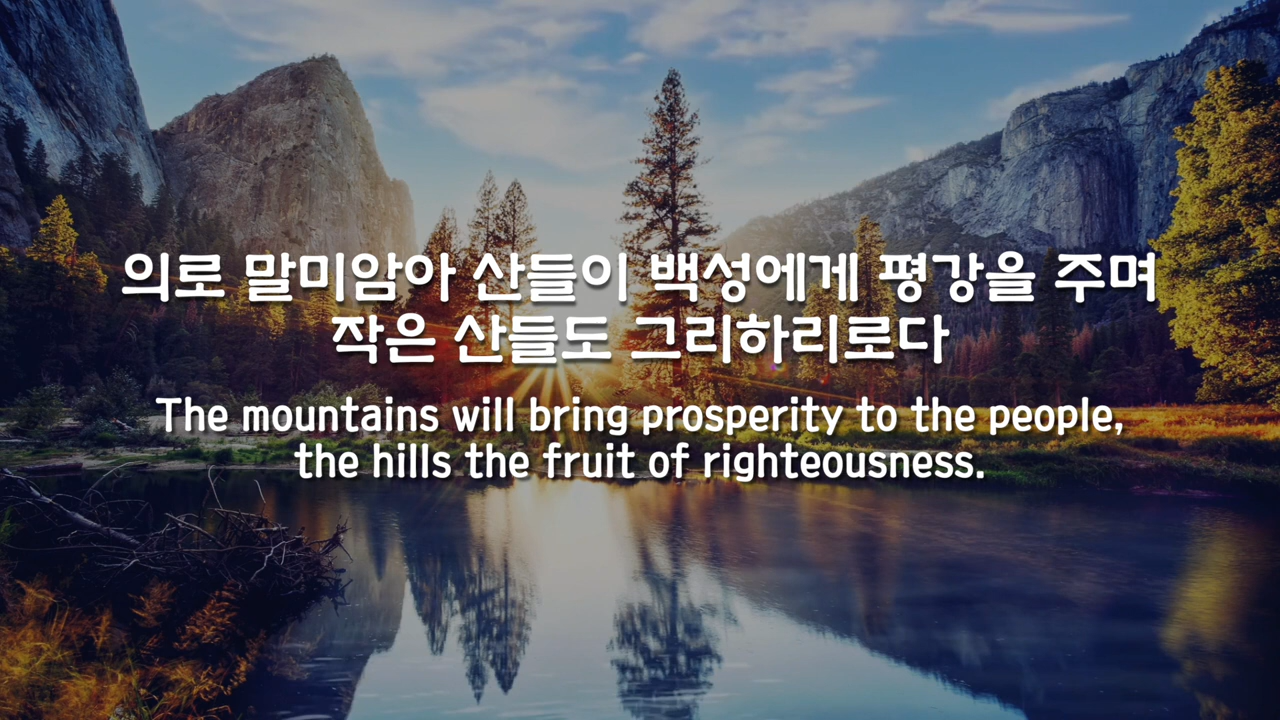 의로 말미암아 산들이 백성에게 평강을 주며
작은 산들도 그리하리로다
The mountains will bring prosperity to the people,
the hills the fruit of righteousness.